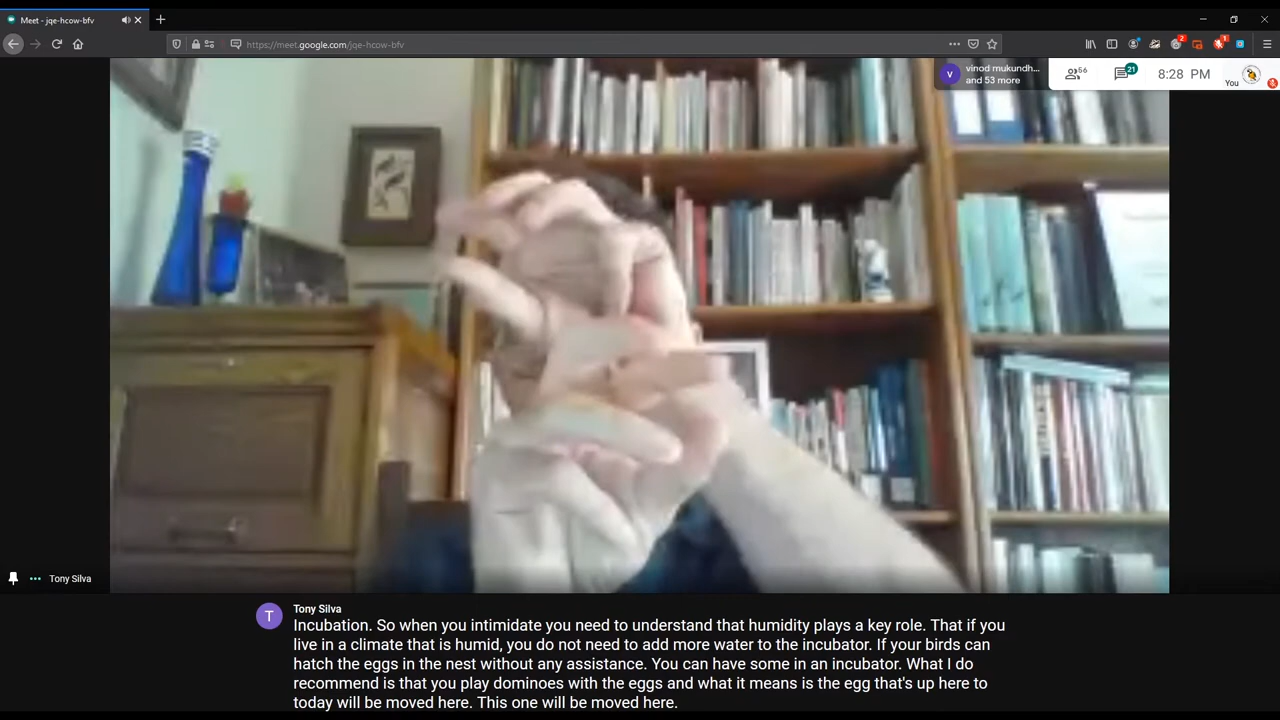 Meet - jqe-hcow-bfv
https://meet.google.com/jqe-hcow-bfv
2
1
vinod mukundh...
and 53 more
56
21
8:28 PM
You
Tony Silva
T
Tony Silva
Incubation. So when you intimidate you need to understand that humidity plays a key role. That if you
live in a climate that is humid, you do not need to add more water to the incubator. If your birds can
hatch the eggs in the nest without any assistance. You can have some in an incubator. What I do
recommend is that you play dominoes with the eggs and what it means is the egg that's up here to
today will be moved here. This one will be moved here.